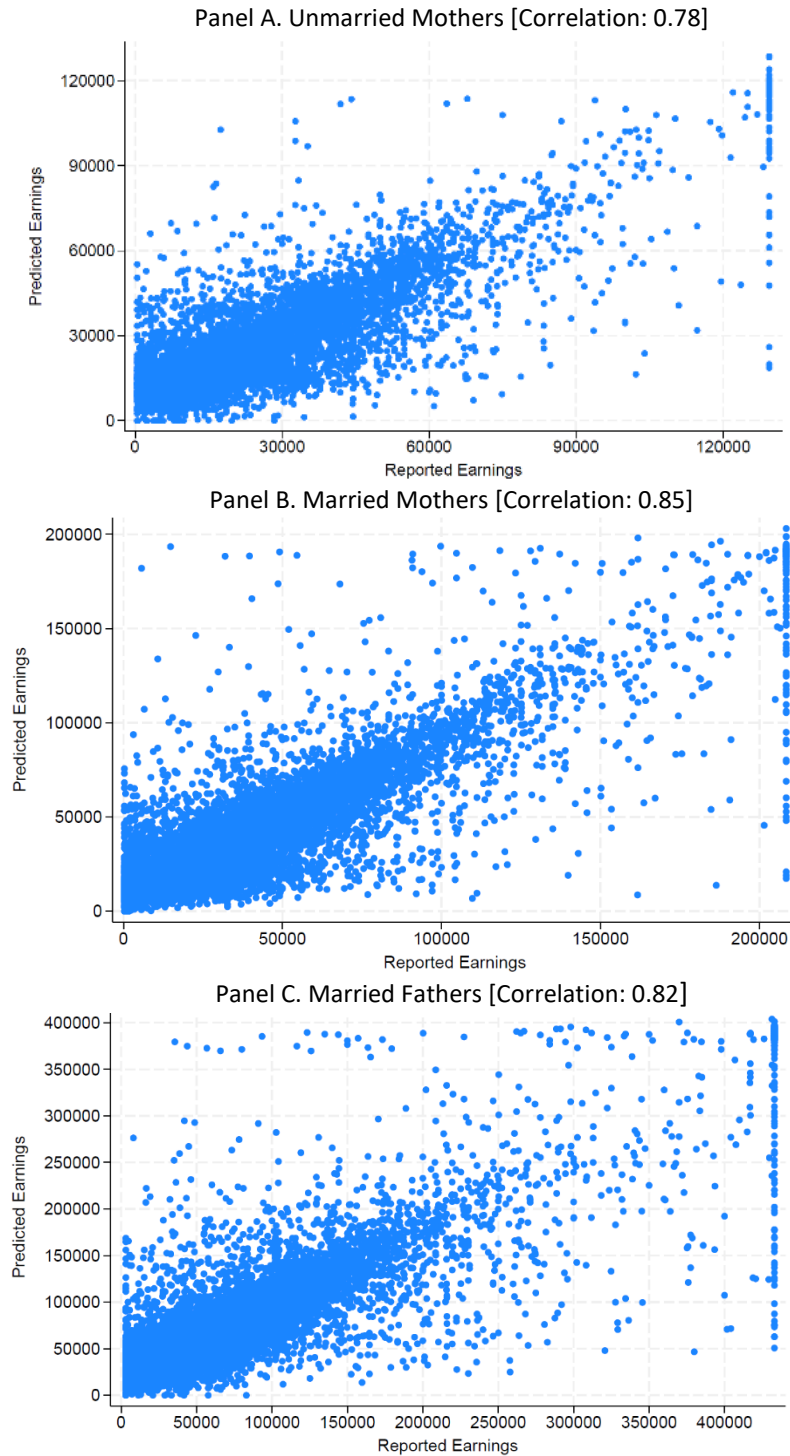 Panel A. Unmarried Mothers [Correlation: 0.78]
Predicted Earnings
120000
90000
60000
30000
0
0 30000 60000 90000 120000
Reported Earnings
Panel B. Married Mothers [Correlation: 0.85]
Predicted Earnings
200000
150000
100000
50000
0
0 50000 100000 150000 200000
Reported Earnings
Panel C. Married Fathers [Correlation: 0.82]
Predicted Earnings
400000
350000
300000
250000
200000
150000
100000
50000
0
0 50000 100000 150000 200000 250000 300000 350000 400000
Reported Earnings